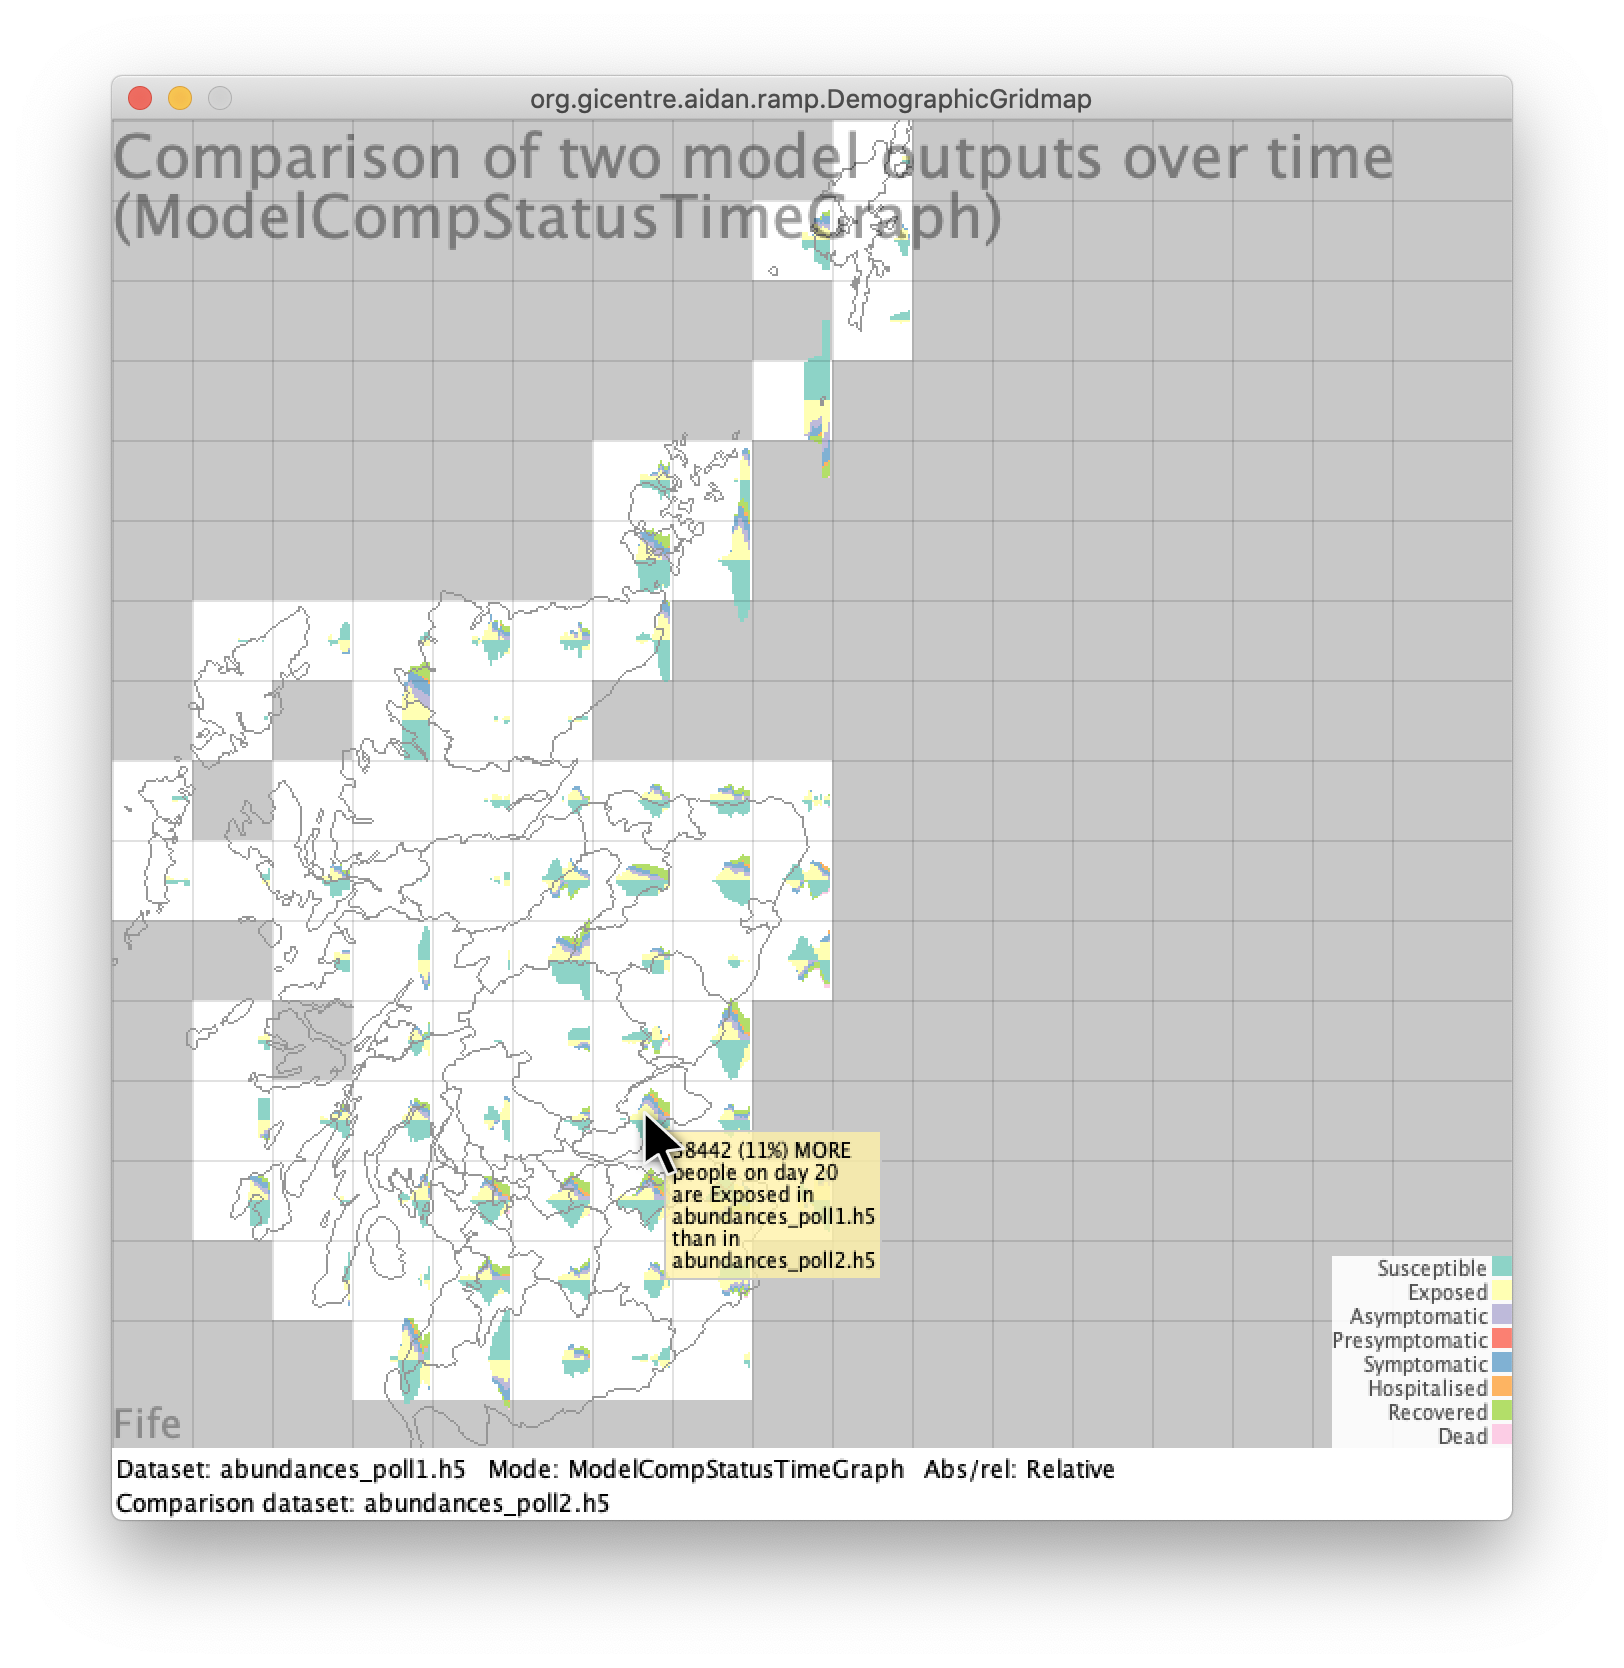 org.gicentre.aidan.ramp.DemographicGridmap
Comparison of two model outputs over time
(ModelCompStatusTimeGraph)
(11%) MORE
people on day 20
are Exposed in
abundances_poll1.h5
than in
abundances_poll2.h5
Susceptible
Exposed
Asymptomatic
Presymptomatic
Symptomatic
Hospitalised
Recovered
Dead
Fife
Dataset: abundances_poll1.h5 Mode: ModelCompStatusTimeGraph Abs/rel: Relative
Comparison dataset: abundances_poll2.h5